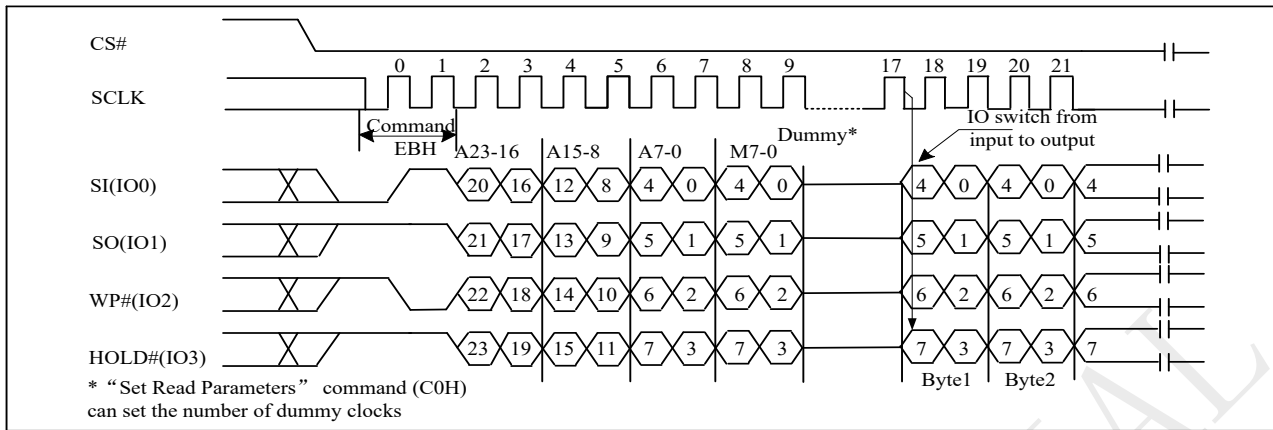 CS#
0 1 2 3 4 5 6 7 8 9 17 18 19 20 21
SCLK
Command
EBH
Dummy*
IO switch from
input to output
A23-16 A15-8 A7-0 M7-0
SI(IO0) 20 16 12 8 4 0 4 0 4 0 4 0 4
SO(IO1) 21 17 13 9 5 1 5 1 5 1 5 1 5
WP#(IO2) 22 18 14 10 6 2 6 2 6 2 6 2 6
HOLD#(IO3) 23 19 15 11 7 3 7 3 7 3 7 3 7
Byte1 Byte2
* “Set Read Parameters” command (C0H)
can set the number of dummy clocks